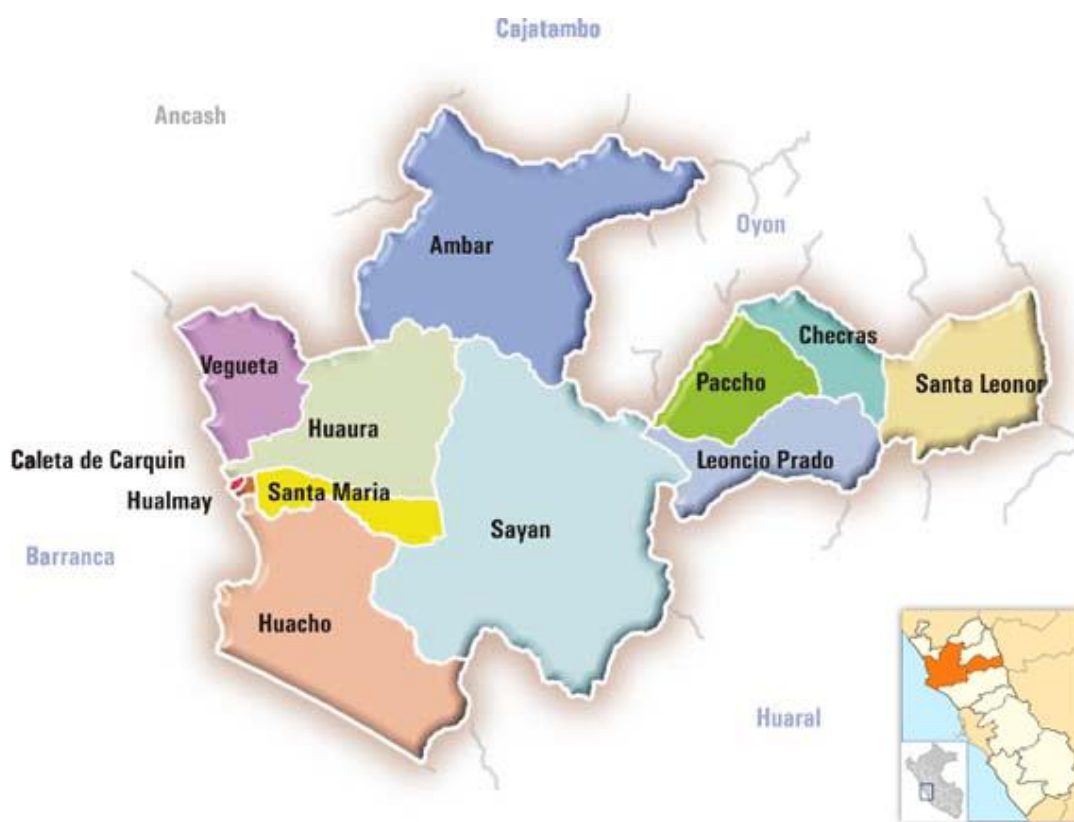 Cajatambo
Ancash
Ambar
Oyon
Checras
Vegueta
Paccho
Santa Leonor
Huaura
Caleta de Carquin
Leoncio Prado
Santa Maria
Hualmay
Sayan
Barranca
Huacho
Huaral